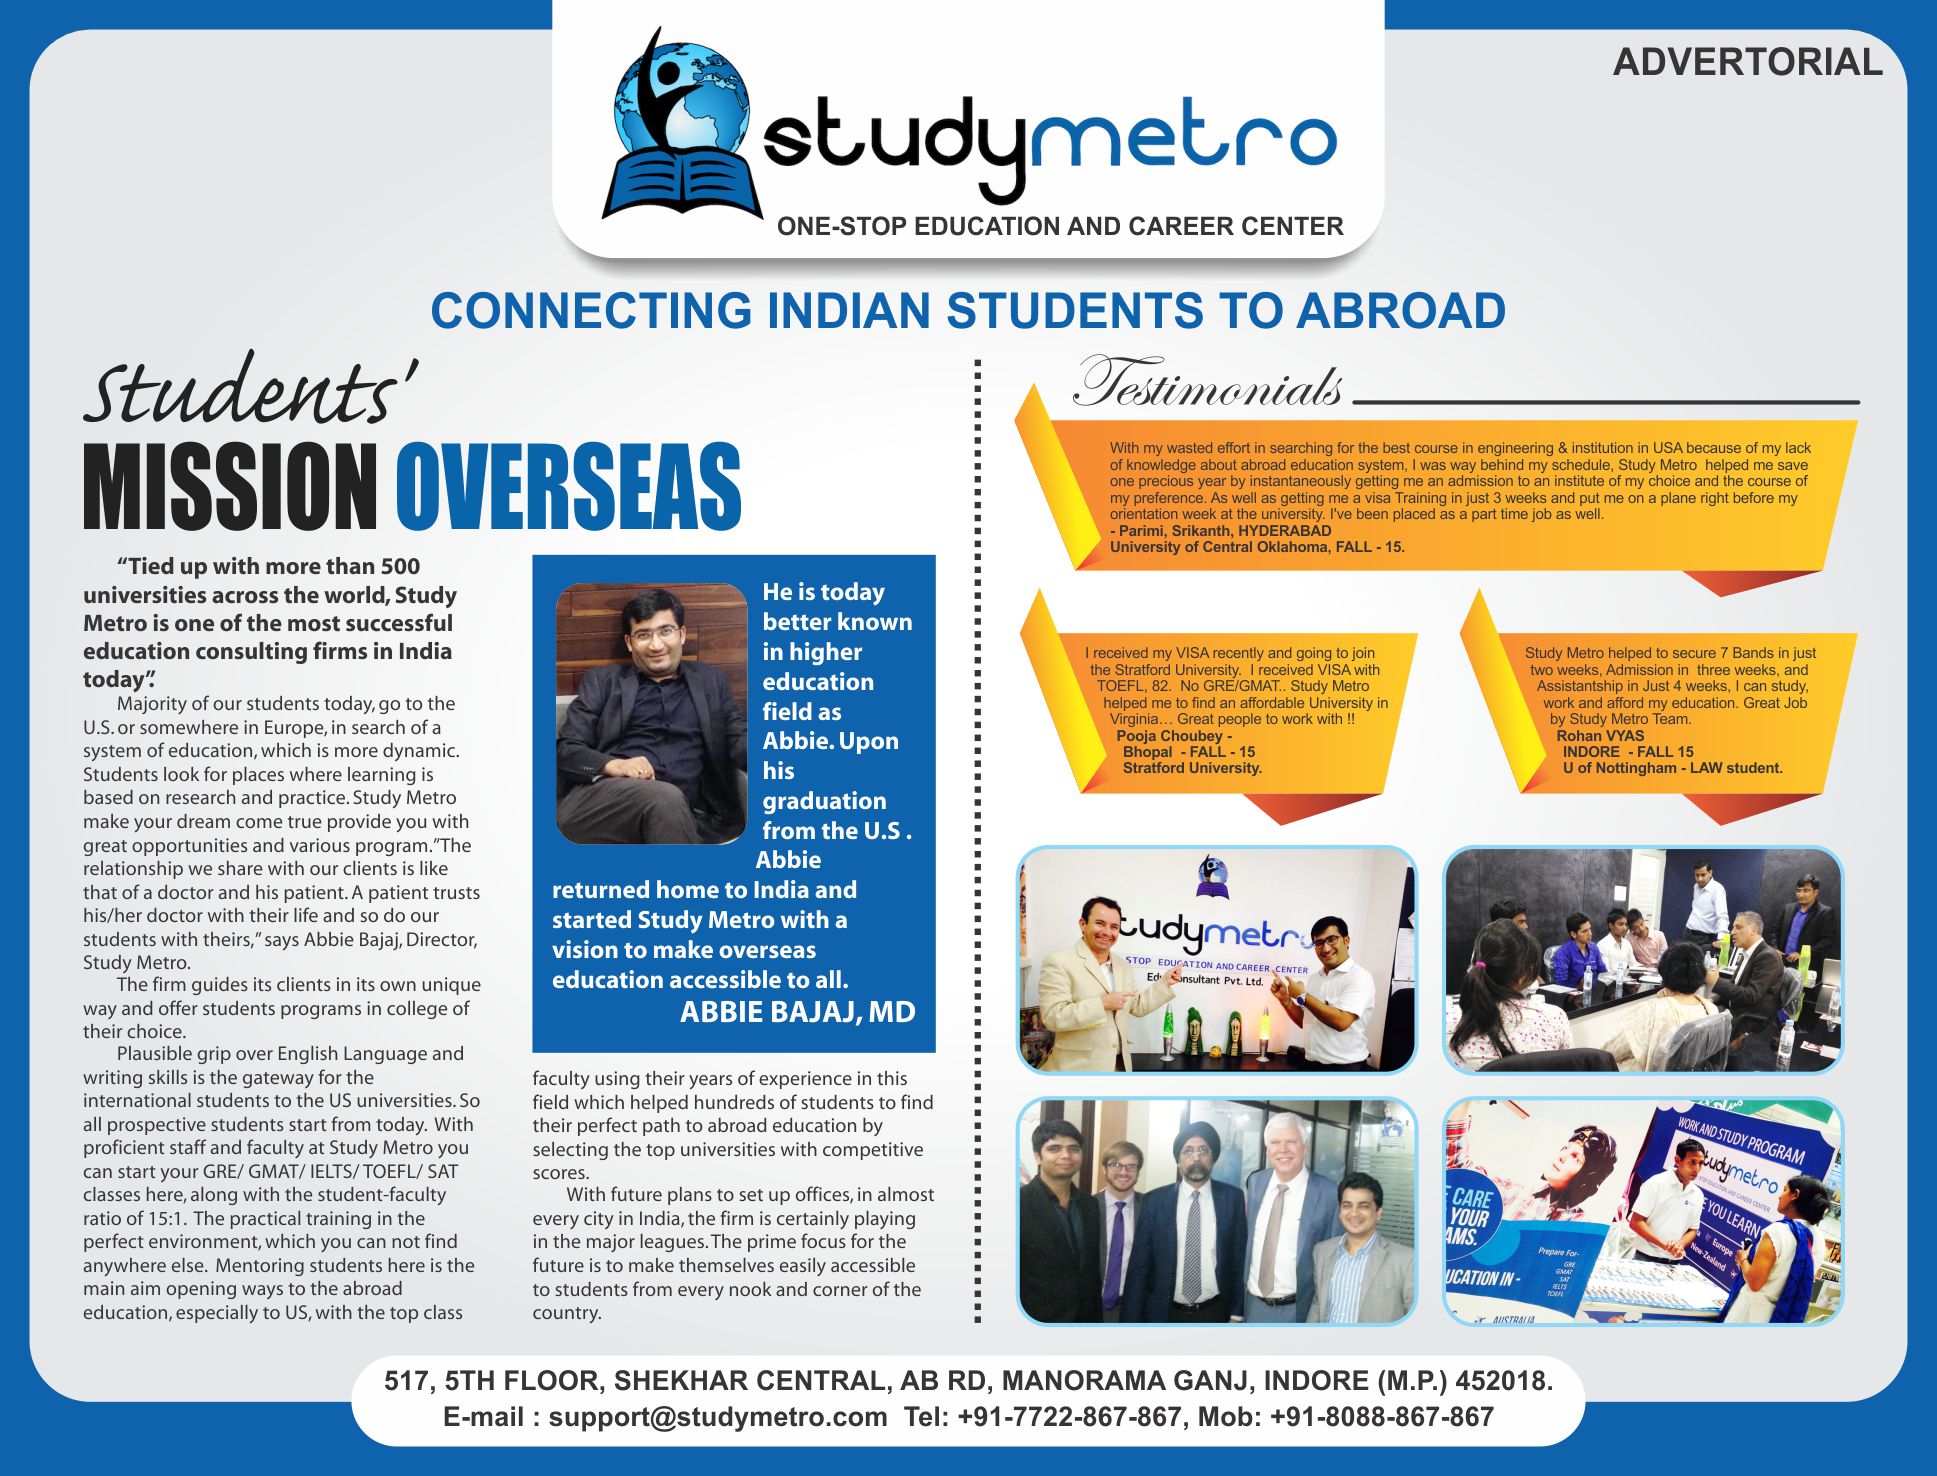 ADVERTORIAL
studymetro
ONE-STOP EDUCATION AND CAREER CENTER
CONNECTING INDIAN STUDENTS TO ABROAD
Students’
MISSION OVERSEAS
“Tied up with more than 500
universities across the world, Study
Metro is one of the most successful
education consulting firms in India
today”.
Majority of our students today, go to the
U.S. or somewhere in Europe, in search of a
system of education, which is more dynamic.
Students look for places where learning is
based on research and practice. Study Metro
make your dream come true provide you with
great opportunities and various program.”The
relationship we share with our clients is like
that of a doctor and his patient. A patient trusts
his/her doctor with their life and so do our
students with theirs,” says Abbie Bajaj, Director,
Study Metro.
The firm guides its clients in its own unique
way and offer students programs in college of
their choice.
Plausible grip over English Language and
writing skills is the gateway for the
international students to the US universities. So
all prospective students start from today. With
proficient staff and faculty at Study Metro you
can start your GRE/ GMAT/ IELTS/ TOEFL/ SAT
classes here, along with the student-faculty
ratio of 15:1. The practical training in the
perfect environment, which you can not find
anywhere else. Mentoring students here is the
main aim opening ways to the abroad
education, especially to US, with the top class
He is today
better known
in higher
education
field as
Abbie. Upon
his
graduation
from the U.S .
Abbie
returned home to India and
started Study Metro with a
vision to make overseas
education accessible to all.
ABBIE BAJAJ, MD
faculty using their years of experience in this
field which helped hundreds of students to find
their perfect path to abroad education by
selecting the top universities with competitive
scores.
With future plans to set up offices, in almost
every city in India, the firm is certainly playing
in the major leagues. The prime focus for the
future is to make themselves easily accessible
to students from every nook and corner of the
country.
Testimonials
With my wasted effort in searching for the best course in engineering & institution in USA because of my lack
of knowledge about abroad education system, I was way behind my schedule, Study Metro helped me save
one precious year by instantaneously getting me an admission to an institute of my choice and the course of
my preference. As well as getting me a visa Training in just 3 weeks and put me on a plane right before my
orientation week at the university. I've been placed as a part time job as well.
- Parimi, Srikanth, HYDERABAD
University of Central Oklahoma, FALL - 15.
I received my VISA recently and going to join
the Stratford University. I received VISA with
TOEFL, 82. No GRE/GMAT.. Study Metro
helped me to find an affordable University in
Virginia… Great people to work with !!
Pooja Choubey -
Bhopal - FALL - 15
Stratford University.
Study Metro helped to secure 7 Bands in just
two weeks, Admission in three weeks, and
Assistantship in Just 4 weeks, I can study,
work and afford my education. Great Job
by Study Metro Team.
Rohan VYAS
INDORE - FALL 15
U of Nottingham - LAW student.
studymetro
STOP EDUCATION AND CAREER CENTER
Pvt. Ltd.
WORK AND STUDY PROGRAM
studymetro
YOU LEARN
Europe
New-Zealand
CARE
YOUR
Prepare For-
GRE
GMAT
SAT
IELTS
TOEFL
AUSTRALIA
517, 5TH FLOOR, SHEKHAR CENTRAL, AB RD, MANORAMA GANJ, INDORE (M.P.) 452018.
E-mail : support@studymetro.com Tel: +91-7722-867-867, Mob: +91-8088-867-867